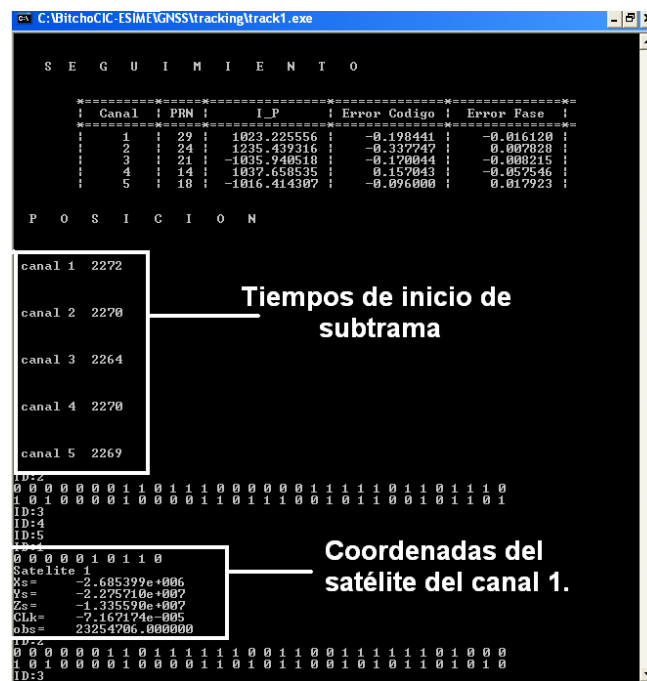 C:\BitchoCIC-ESIME\GNSS\tracking\track1.exe
S E G U I M I E N T O
Canal | PRN | I_P | Error Codigo | Error Fase
1 | 29 | 1023.225556 | -0.198441 | -0.016120
2 | 24 | 1235.439316 | -0.337747 | 0.007828
3 | 21 | -1035.940518 | -0.170044 | -0.008215
4 | 14 | 1037.658535 | 0.157043 | -0.057546
5 | 18 | -1016.414307 | -0.096000 | 0.017923
P O S I C I O N
canal 1 2272
canal 2 2270
Tiempos de inicio de
subtrama
canal 3 2264
canal 4 2270
canal 5 2269
ID:2
0 0 0 0 0 0 0 1 1 0 1 1 1 0 0 0 0 0 0 1 1 1 1 1 0 1 1 0 1 1 1 0
1 0 1 0 0 0 0 1 0 0 0 0 1 1 0 1 1 1 0 0 1 0 1 1 0 0 1 0 1 1 0 1
ID:3
ID:4
ID:5
ID:1
0 0 0 0 0 1 0 1 1 0
Satelite 1
Xs= -2.685399e+006
Ys= -2.275710e+007
Zs= -1.335590e+007
CLk= -7.167174e-005
obs= 23254706.000000
Coordenadas del
satélite del canal 1.
ID:2
0 0 0 0 0 0 1 1 0 1 1 1 1 1 1 0 0 1 1 0 0 1 1 1 1 1 1 0 1 0 0 0
1 0 1 0 0 0 0 1 0 0 0 0 1 1 0 1 0 1 1 0 0 1 0 1 0 1 0 1 0 1 0
ID:3